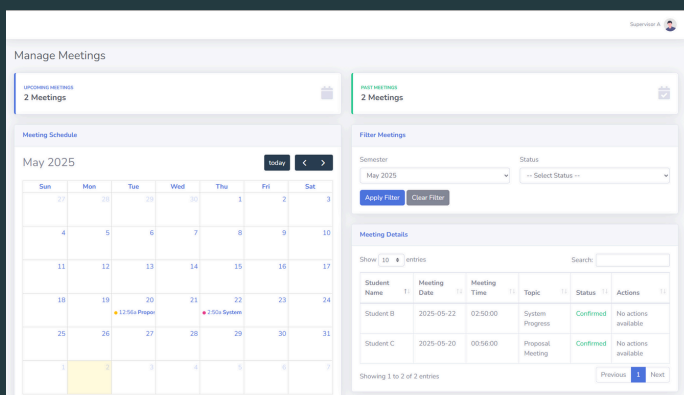 Supervisor A
Manage Meetings
UPCOMING MEETINGS
2 Meetings
PAST MEETINGS
2 Meetings
Meeting Schedule
May 2025
today
Sun Mon Tue Wed Thu Fri Sat
27 28 29 30 1 2 3
4 5 6 7 8 9 10
11 12 13 14 15 16 17
18 19 20 21 22 23 24
12:56a Propos
2:50a System
25 26 27 28 29 30 31
1 2 3 4 5 6 7
Filter Meetings
Semester
May 2025
Status
-- Select Status --
Apply Filter
Clear Filter
Meeting Details
Show 10 entries
Search:
Student Name Meeting Date Meeting Time Topic Status Actions
Student B 2025-05-22 02:50:00 System Progress Confirmed No actions available
Student C 2025-05-20 00:56:00 Proposal Meeting Confirmed No actions available
Showing 1 to 2 of 2 entries
Previous 1 Next